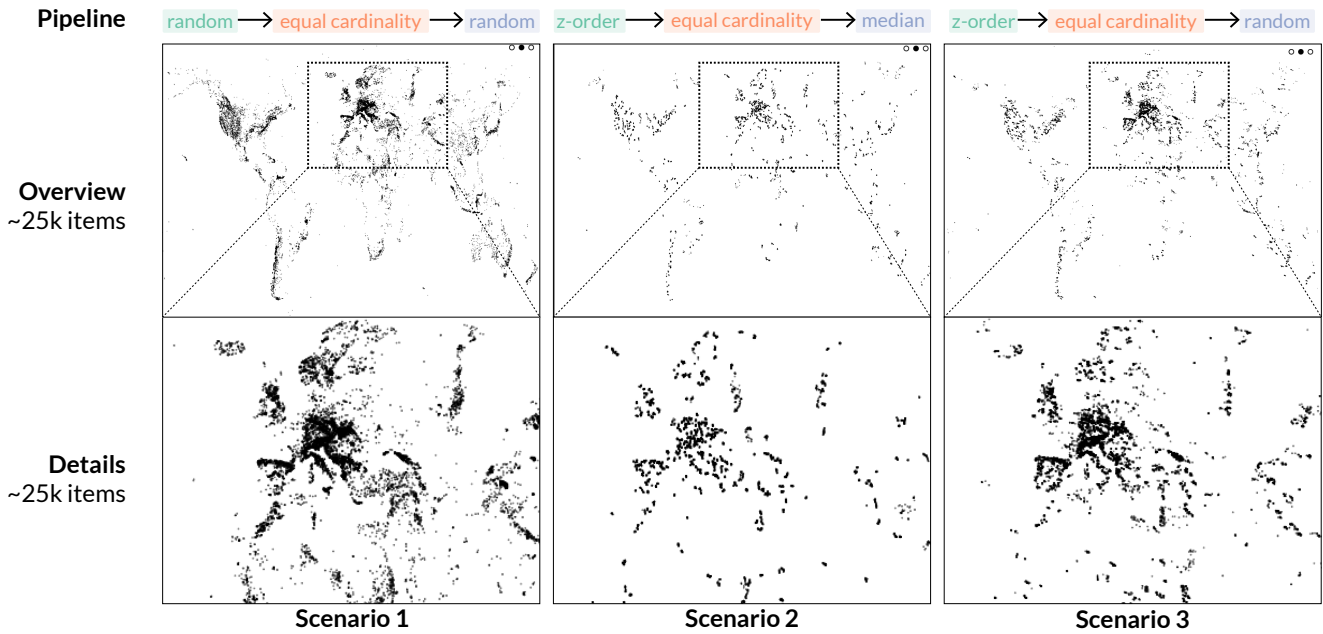 Pipeline random → equal cardinality → random z-order → equal cardinality → median z-order → equal cardinality → random
Overview
~25k items
Details
~25k items
Scenario 1 Scenario 2 Scenario 3